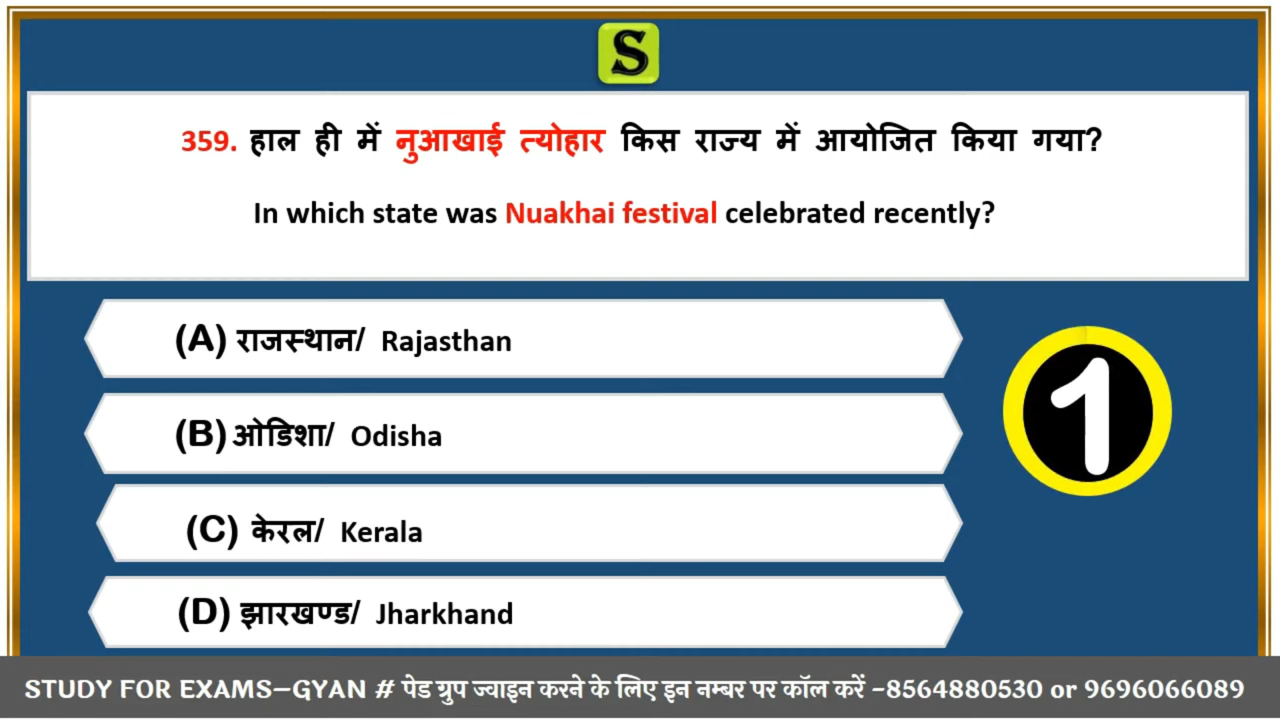 S
359. हाल ही में नुआखाई त्योहार किस राज्य में आयोजित किया गया?
In which state was Nuakhai festival celebrated recently?
(A) राजस्थान/ Rajasthan
(B) ओडिशा/ Odisha
(C) केरल/ Kerala
(D) झारखण्ड/ Jharkhand
1
STUDY FOR EXAMS–GYAN # पेड ग्रुप ज्वाइन करने के लिए इन नम्बर पर कॉल करें -8564880530 or 9696066089